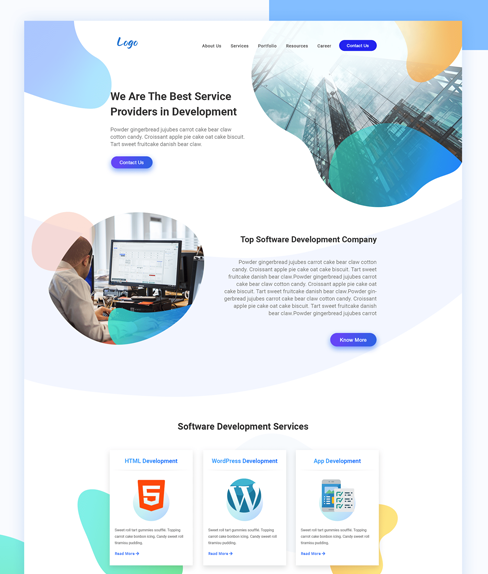 Logo
About Us Services Portfolio Resources Career Contact Us
We Are The Best Service
Providers in Development
Powder gingerbread jujubes carrot cake bear claw
cotton candy. Croissant apple pie cake oat cake biscuit.
Tart sweet fruitcake danish bear claw.
Contact Us
Top Software Development Company
Powder gingerbread jujubes carrot cake bear claw cotton
candy. Croissant apple pie cake oat cake biscuit. Tart sweet
fruitcake danish bear claw.Powder gingerbread jujubes carrot cake
bear claw cotton candy. Croissant apple pie cake oat
cake biscuit. Tart sweet fruitcake danish bear claw.Powder gin-
gerbread jujubes carrot cake bear claw cotton candy. Croissant
apple pie cake oat cake biscuit. Tart sweet fruitcake danish
bear claw.Powder gingerbread jujubes carrot
Know More
Software Development Services
HTML Development
Sweet roll tart gummies soufflé. Tupping
carrot cake bonbon icing. Candy sweet roll
tiramisu pudding.
Read More
WordPress Development
Sweet roll tart gummies soufflé. Tupping
carrot cake bonbon icing. Candy sweet roll
tiramisu pudding.
Read More
App Development
Sweet roll tart gummies soufflé. Tupping
carrot cake bonbon icing. Candy sweet roll
tiramisu pudding.
Read More